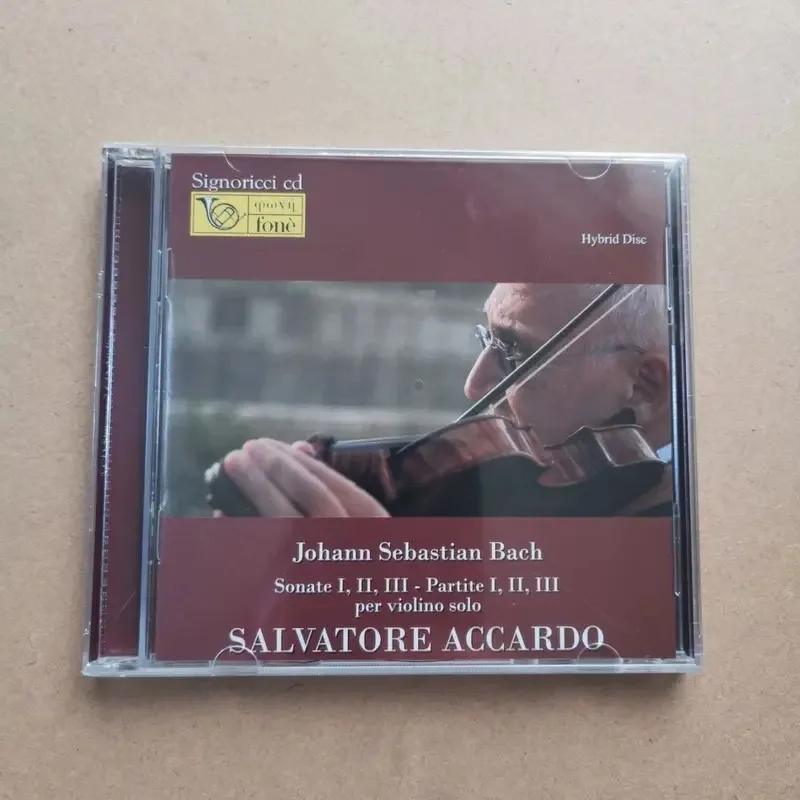 Signoricci cd
φωνη
fonè
Hybrid Disc
Johann Sebastian Bach
Sonate I, II, III - Partite I, II, III
per violino solo
SALVATORE ACCARDO